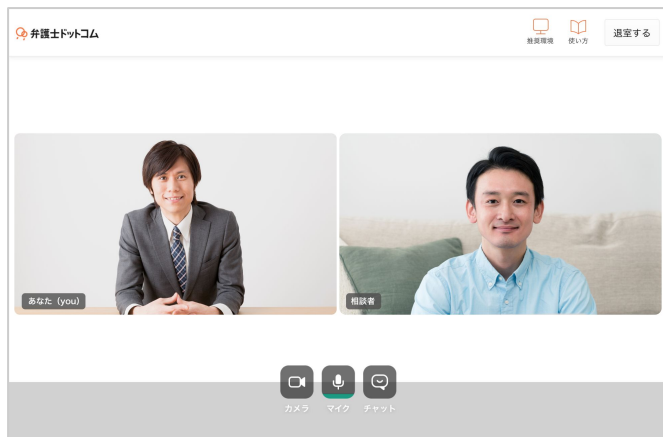 弁護士ドットコム
推奨環境
使い方
退室する
あなた（you）
相談者
カメラ
マイク
チャット